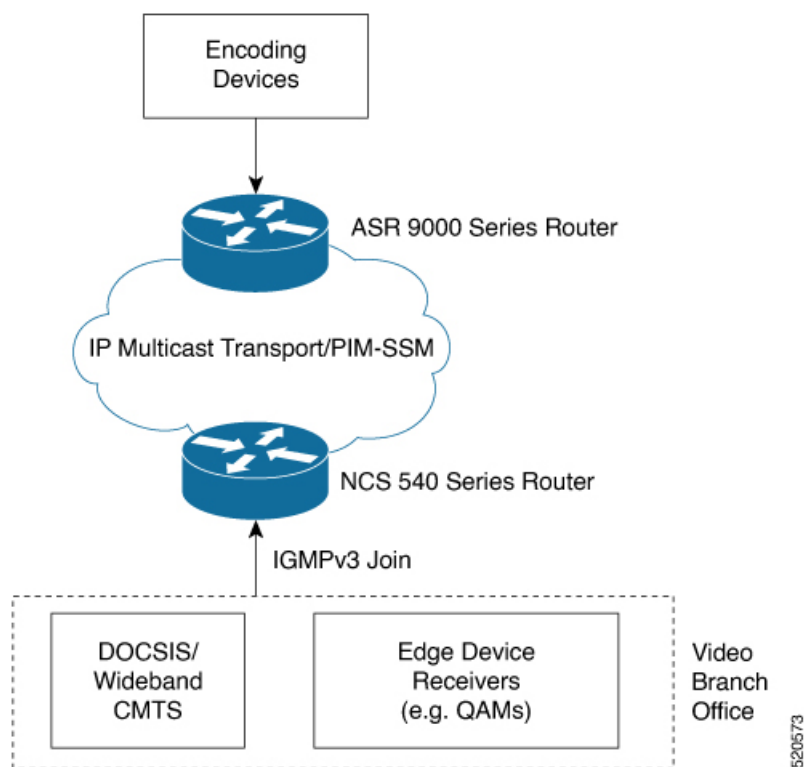 Encoding
Devices
ASR 9000 Series Router
IP Multicast Transport/PIM-SSM
NCS 540 Series Router
IGMPv3 Join
DOCSIS/
Wideband
CMTS
Edge Device
Receivers
(e.g. QAMs)
Video
Branch
Office
520573